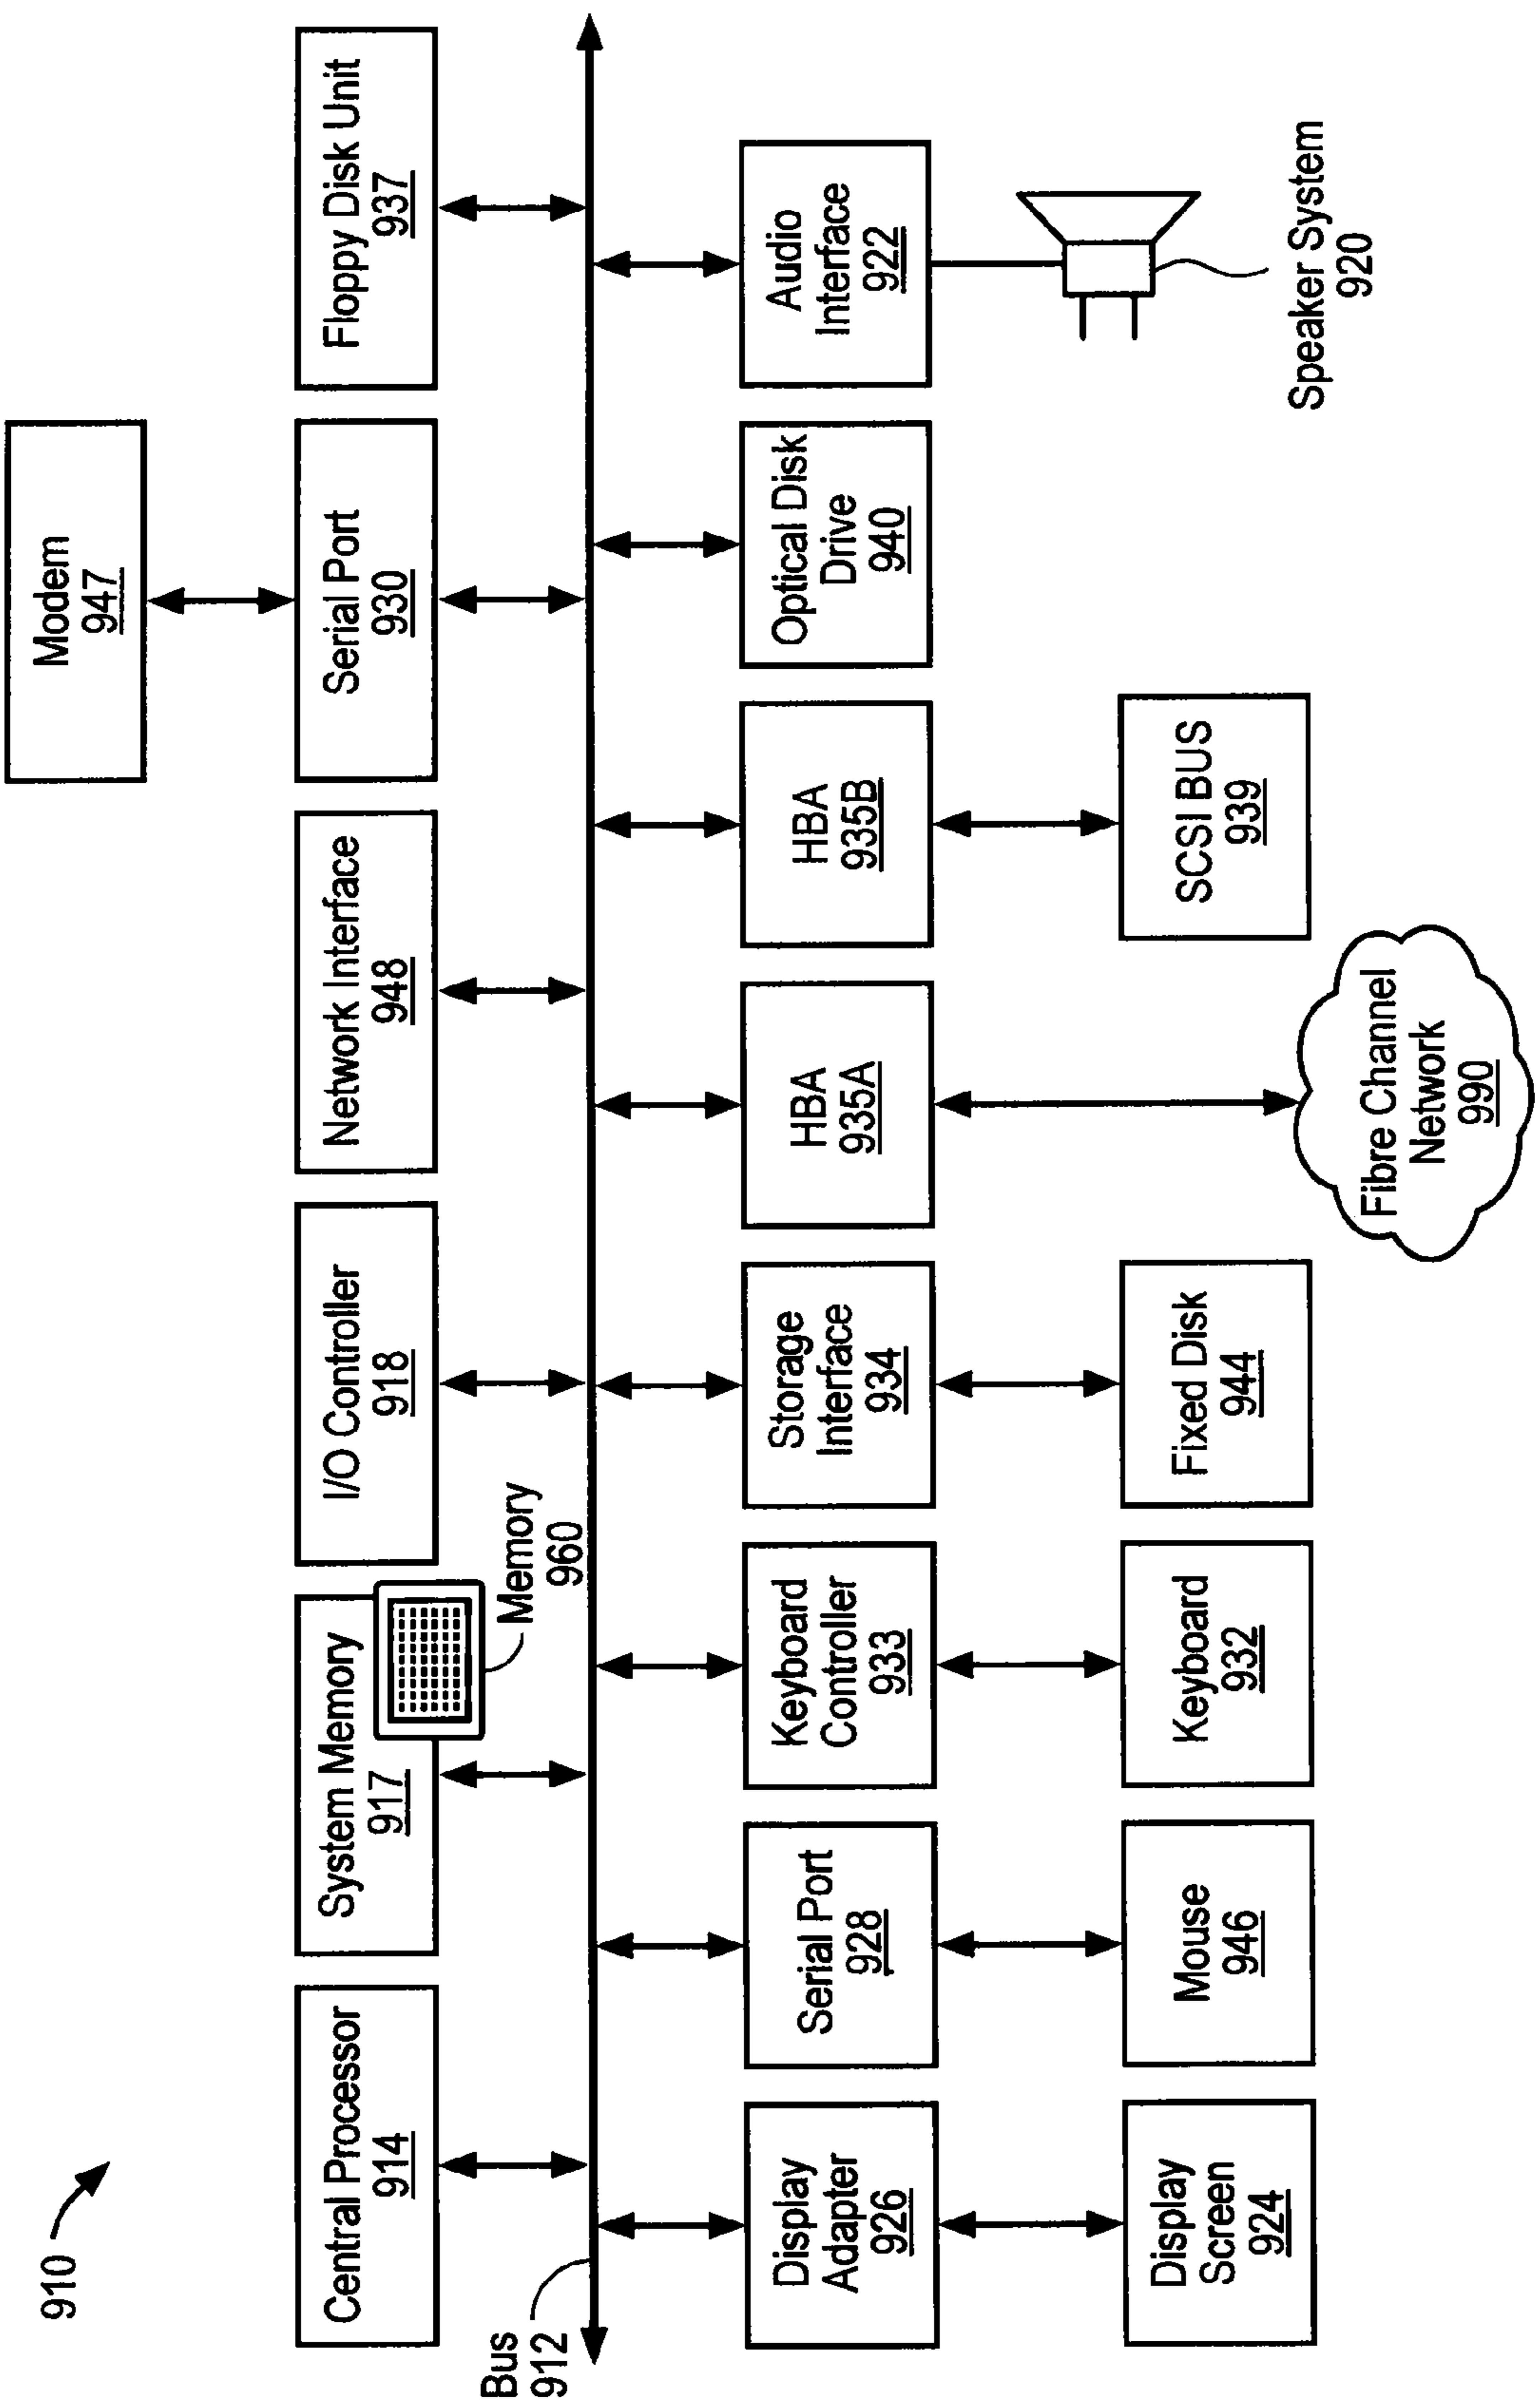 910
Modem
947
Central Processor
914
System Memory
917
I/O Controller
918
Network Interface
948
Serial Port
930
Floppy Disk Unit
937
Memory
960
Bus
912
Display
Adapter
926
Serial Port
928
Keyboard
Controller
933
Storage
Interface
934
HBA
935A
HBA
935B
Optical Disk
Drive
940
Audio
Interface
922
Display
Screen
924
Mouse
946
Keyboard
932
Fixed Disk
944
Fibre Channel
Network
990
SCSI BUS
939
Speaker System
920